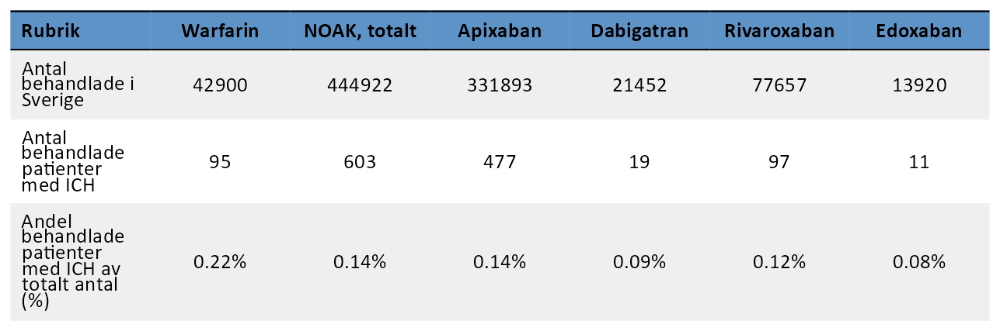 Rubrik Warfarin NOAK, totalt Apixaban Dabigatran Rivaroxaban Edoxaban
Antal
behandlade i
Sverige
42900 444922 331893 21452 77657 13920
Antal
behandlade
patienter
med ICH
95 603 477 19 97 11
Andel
behandlade
patienter
med ICH av
totalt antal
(%)
0.22% 0.14% 0.14% 0.09% 0.12% 0.08%